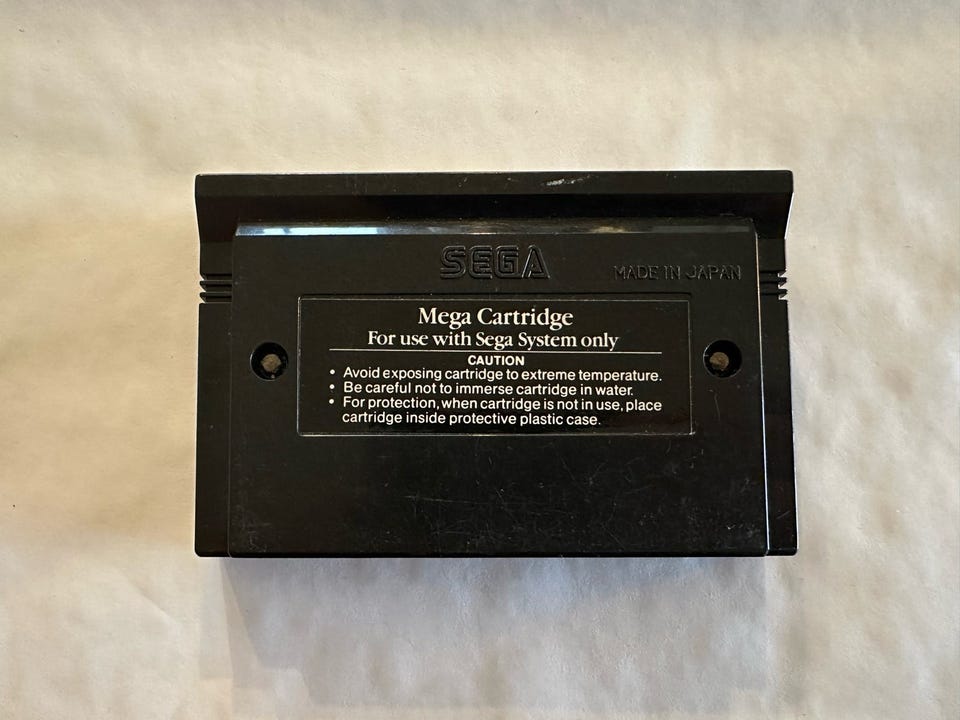 SEGA
MADE IN JAPAN
Mega Cartridge
For use with Sega System only
CAUTION
• Avoid exposing cartridge to extreme temperature.
• Be careful not to immerse cartridge in water.
• For protection, when cartridge is not in use, place
cartridge inside protective plastic case.